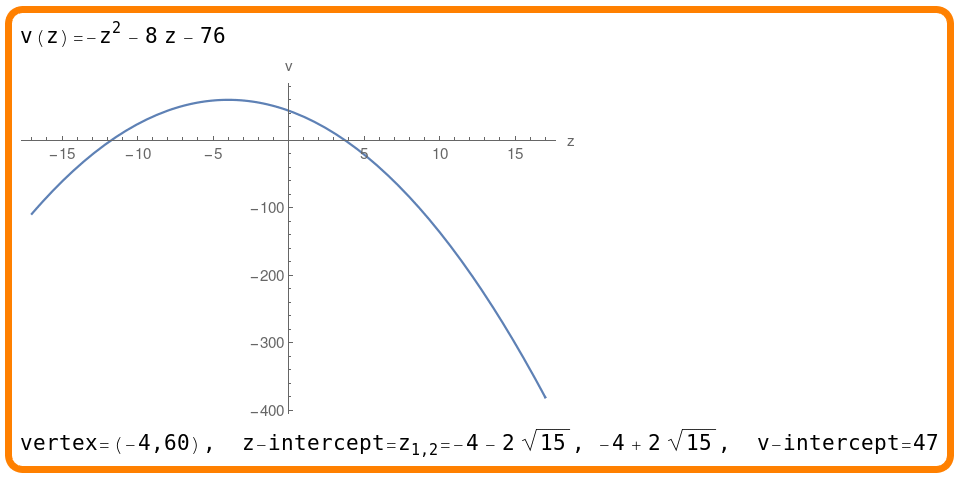 v(z)=−z² − 8 z − 76
v
z
−15 −10 −5 5 10 15
−100
−200
−300
−400
vertex=(−4,60), z−intercept=z₁,₂=−4 − 2 √15, −4 + 2 √15, v−intercept=47